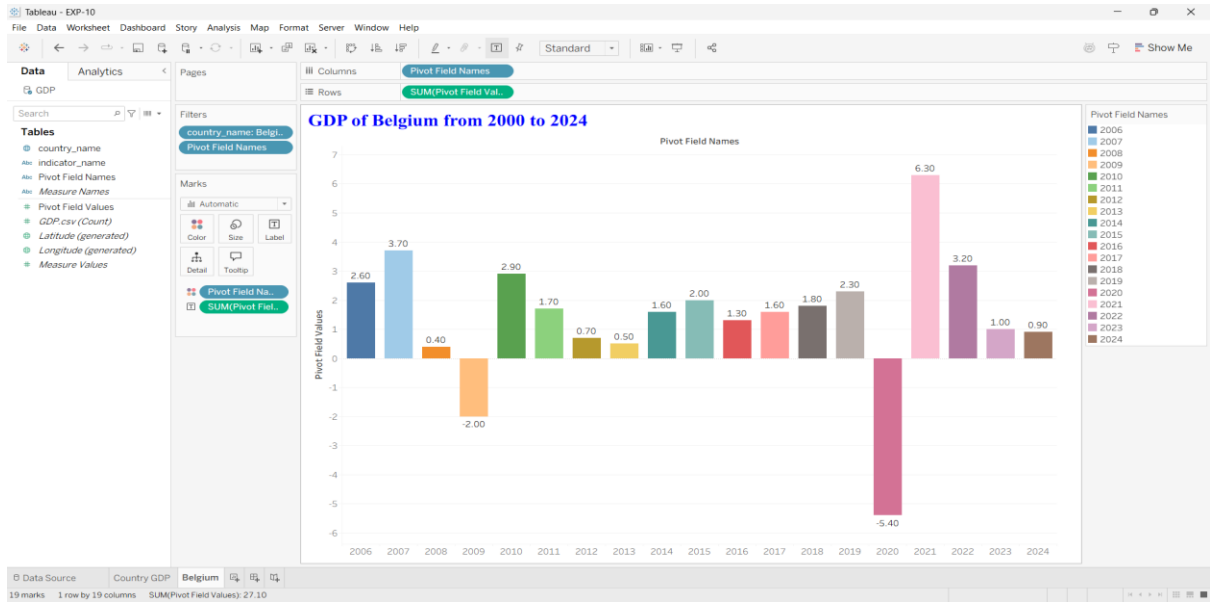 Tableau - EXP-10
File Data Worksheet Dashboard Story Analysis Map Format Server Window Help
Standard
Show Me
Data Analytics
GDP
Search
Tables
country_name
Abc indicator_name
Abc Pivot Field Names
Abc Measure Names
# Pivot Field Values
# GDP.csv (Count)
Latitude (generated)
Longitude (generated)
# Measure Values
Pages
Filters
country_name: Belgi..
Pivot Field Names
Marks
Automatic
Color Size Label
Detail Tooltip
Pivot Field Na..
SUM(Pivot Fiel..
Columns Pivot Field Names
Rows SUM(Pivot Field Val..
GDP of Belgium from 2000 to 2024
Pivot Field Names
Pivot Field Values
7
6
5
4
3
2
1
0
-1
-2
-3
-4
-5
-6
2.60
3.70
0.40
-2.00
2.90
1.70
0.70
0.50
1.60
2.00
1.30
1.60
1.80
2.30
-5.40
6.30
3.20
1.00
0.90
2006 2007 2008 2009 2010 2011 2012 2013 2014 2015 2016 2017 2018 2019 2020 2021 2022 2023 2024
Pivot Field Names
2006
2007
2008
2009
2010
2011
2012
2013
2014
2015
2016
2017
2018
2019
2020
2021
2022
2023
2024
Data Source Country GDP Belgium
19 marks 1 row by 19 columns SUM(Pivot Field Values): 27.10